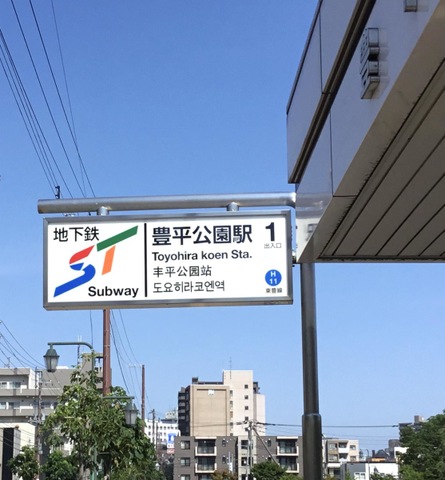 地下鉄
ST
Subway
豊平公園駅
Toyohira koen Sta.
丰平公园站
도요히라코엔역
1
出入口
H
11
東豊線